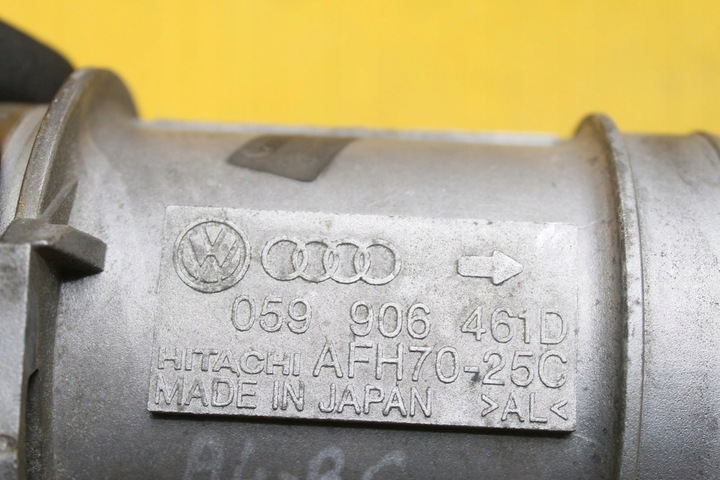 059 906 461D
HITACHI AFH70-25C
MADE IN JAPAN >AL<